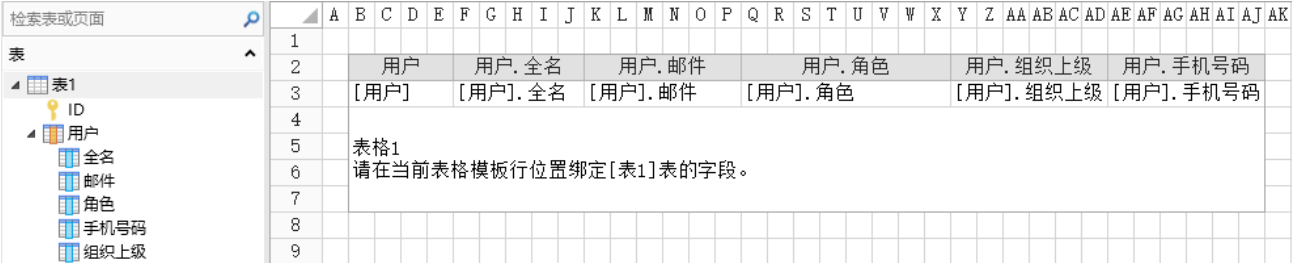 检索表或页面
表
表1
ID
用户
全名
邮件
角色
手机号码
组织上级
A B C D E F G H I J K L M N O P Q R S T U V W X Y Z AA AB AC AD AE AF AG AH AI AJ AK
1
2 用户 用户.全名 用户.邮件 用户.角色 用户.组织上级 用户.手机号码
3 [用户] [用户].全名 [用户].邮件 [用户].角色 [用户].组织上级 [用户].手机号码
4
5 表格1
6 请在当前表格模板行位置绑定[表1]表的字段。
7
8
9